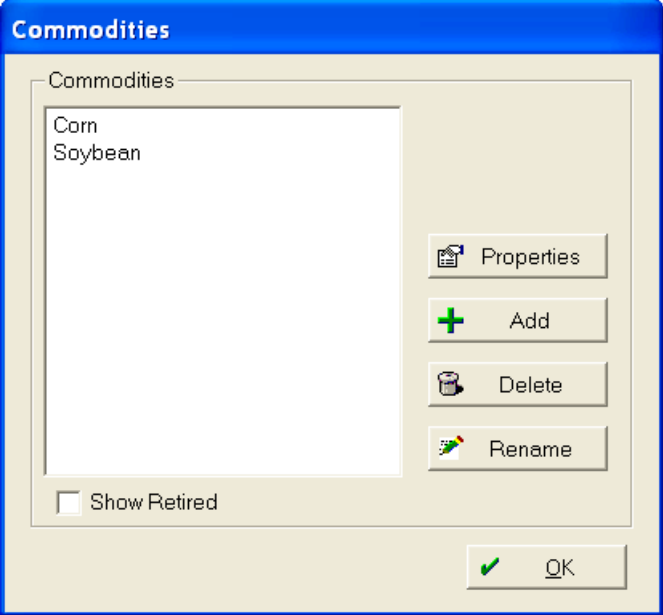 Commodities
Commodities
Corn
Soybean
Properties
Add
Delete
Rename
Show Retired
OK